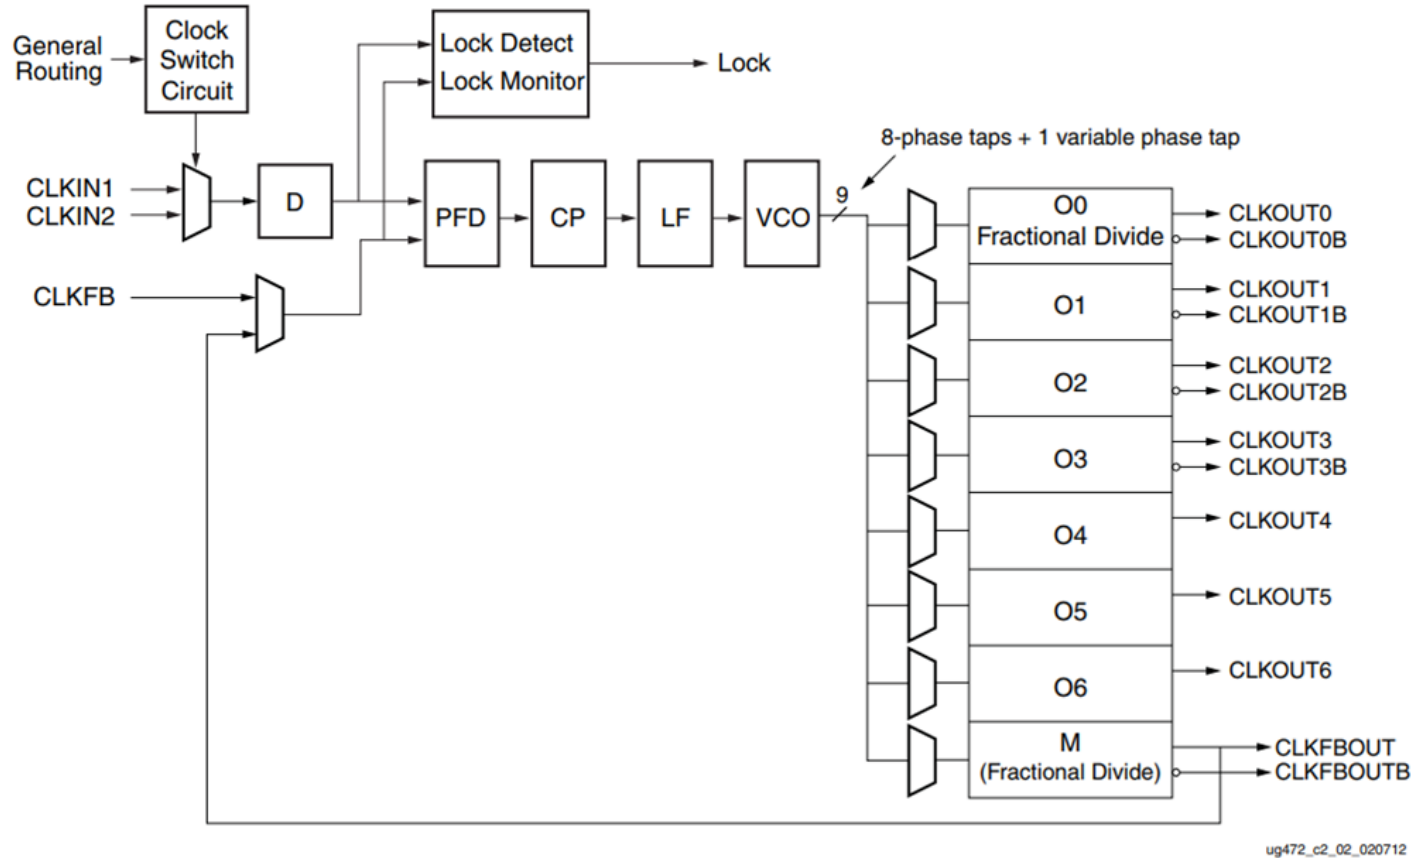 General
Routing
Clock
Switch
Circuit
Lock Detect
Lock Monitor
Lock
8-phase taps + 1 variable phase tap
CLKIN1
CLKIN2
D
PFD
CP
LF
VCO
9
CLKFB
O0
Fractional Divide
CLKOUT0
CLKOUT0B
O1
CLKOUT1
CLKOUT1B
O2
CLKOUT2
CLKOUT2B
O3
CLKOUT3
CLKOUT3B
O4
CLKOUT4
O5
CLKOUT5
O6
CLKOUT6
M
(Fractional Divide)
CLKFBOUT
CLKFBOUTB
ug472_c2_02_020712